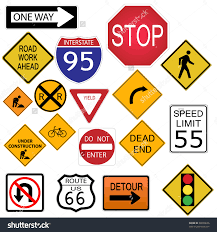 ONE WAY
STOP
ROAD
WORK
AHEAD
INTERSTATE
95
R R
YIELD
SPEED
LIMIT
55
UNDER
CONSTRUCTION
DO NOT
ENTER
DEAD
END
ROUTE
US
66
DETOUR
shutterstock